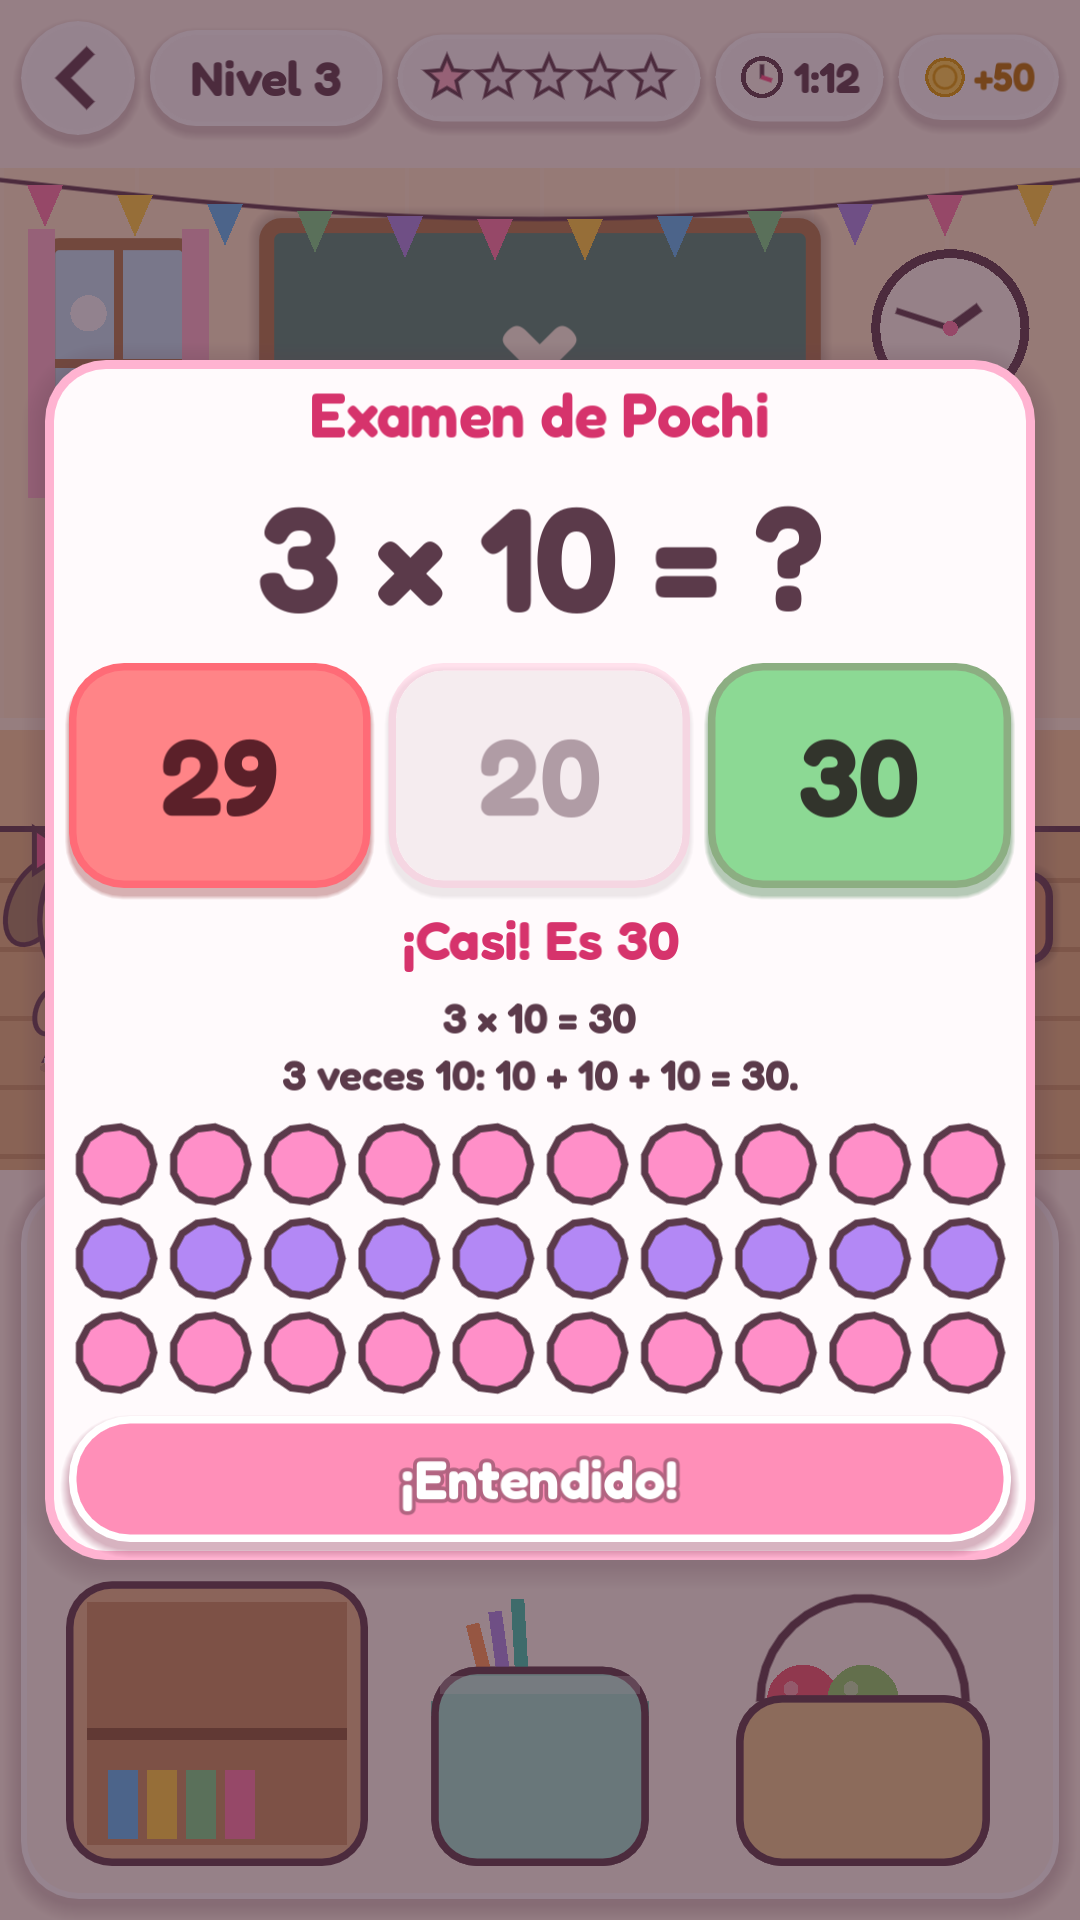 Nivel 3
1:12
+50
Examen de Pochi
3 × 10 = ?
29
20
30
¡Casi! Es 30
3 × 10 = 30
3 veces 10: 10 + 10 + 10 = 30.
¡Entendido!